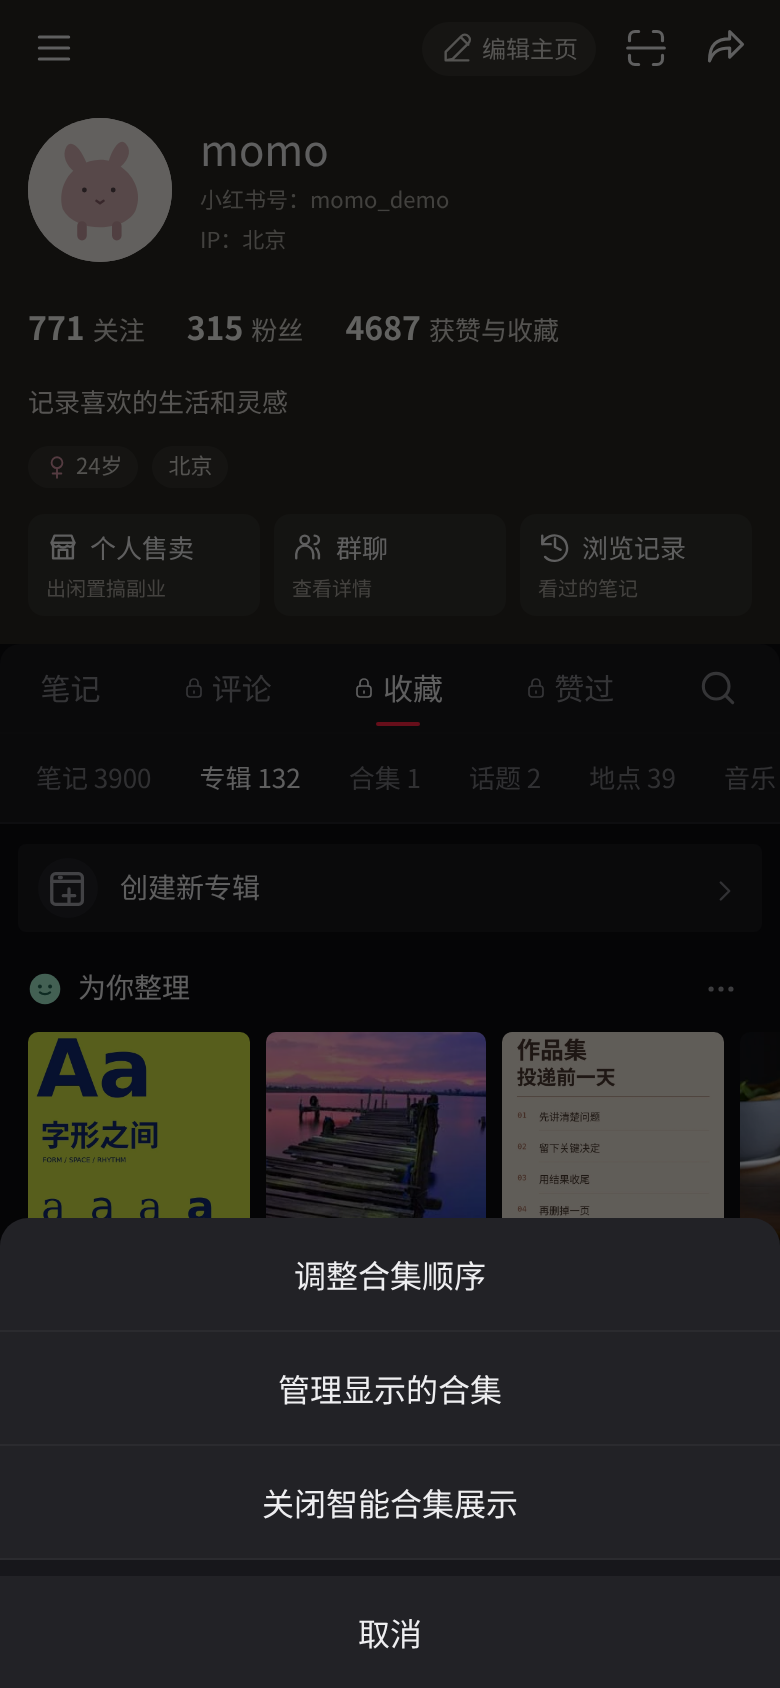 编辑主页
momo
小红书号：momo_demo
IP：北京
771 关注 315 粉丝 4687 获赞与收藏
记录喜欢的生活和灵感
24岁 北京
个人售卖 群聊 浏览记录
出闲置搞副业 查看详情 看过的笔记
笔记 评论 收藏 赞过
笔记 3900 专辑 132 合集 1 话题 2 地点 39 音乐
创建新专辑
为你整理
Aa
字形之间
FORM / SPACE / RHYTHM
a a a a
作品集
投递前一天
01 先讲清楚问题
02 留下关键决定
03 用结果收尾
04 再删掉一页
调整合集顺序
管理显示的合集
关闭智能合集展示
取消